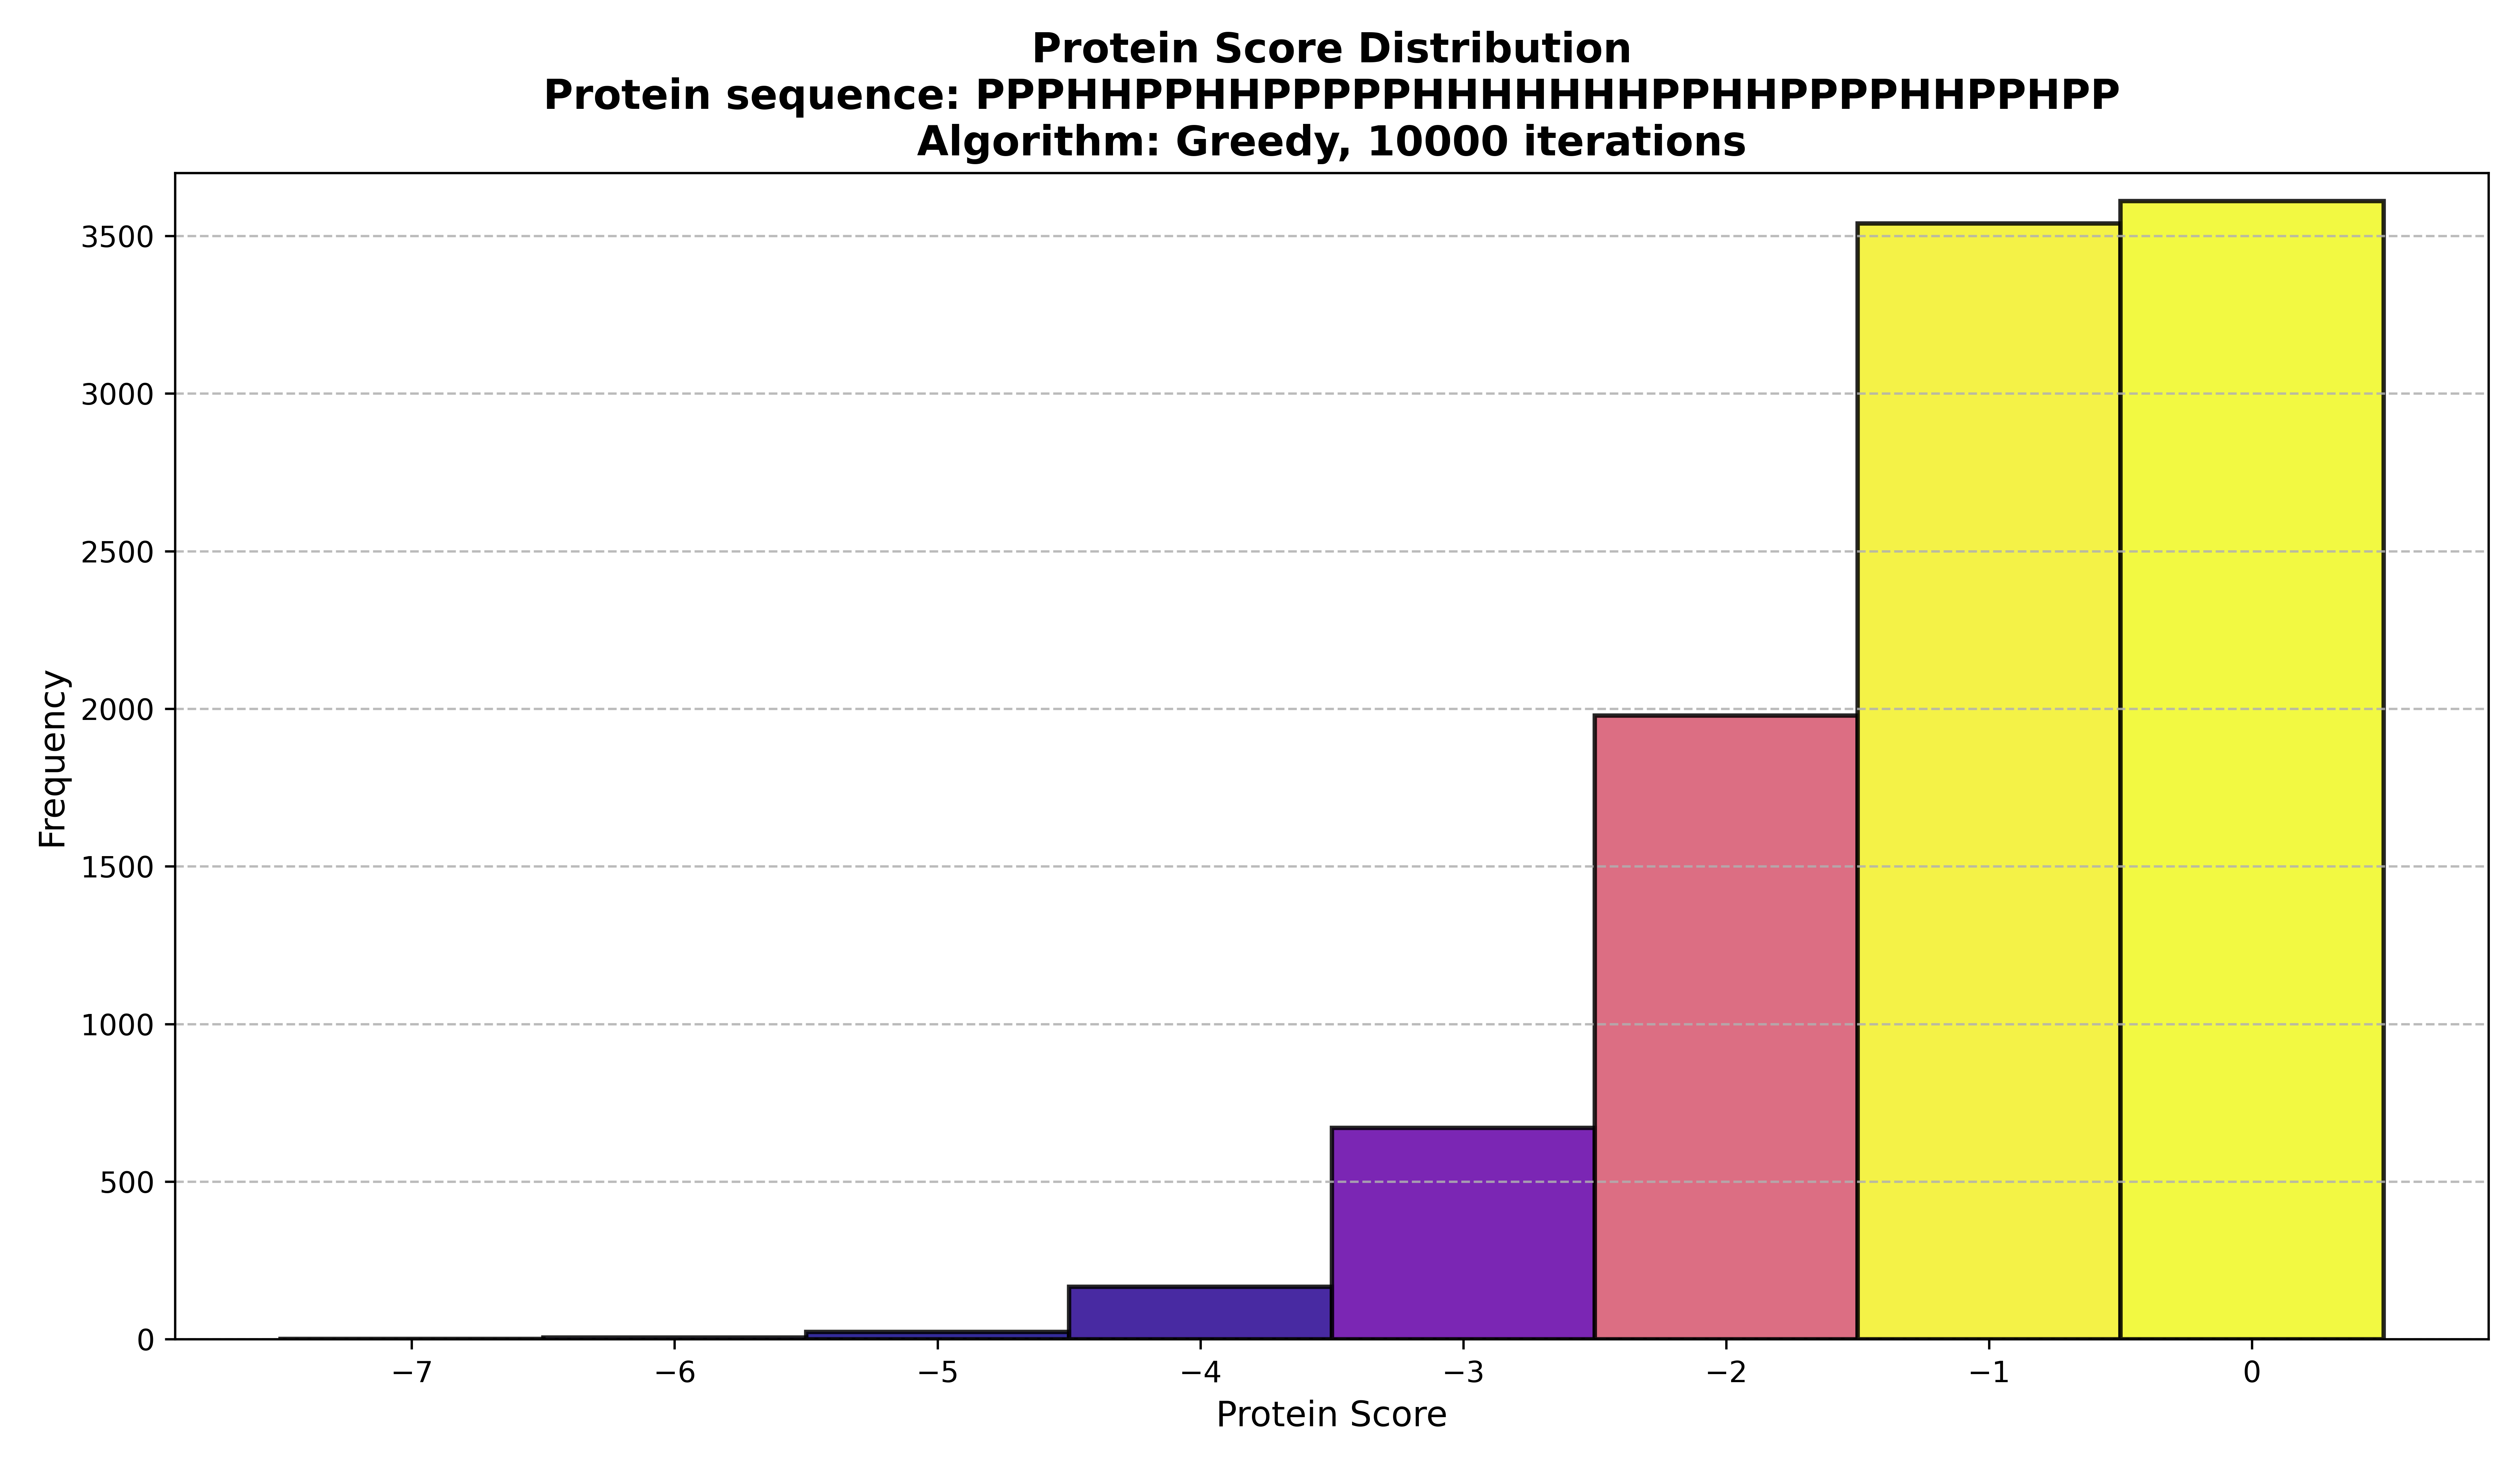 Protein Score Distribution
Protein sequence: PPPHHPPHHPPPPPHHHHHHHPPHHPPPPHHPPHPP
Algorithm: Greedy, 10000 iterations
3500
3000
2500
2000
1500
1000
500
0
Frequency
−7 −6 −5 −4 −3 −2 −1 0
Protein Score